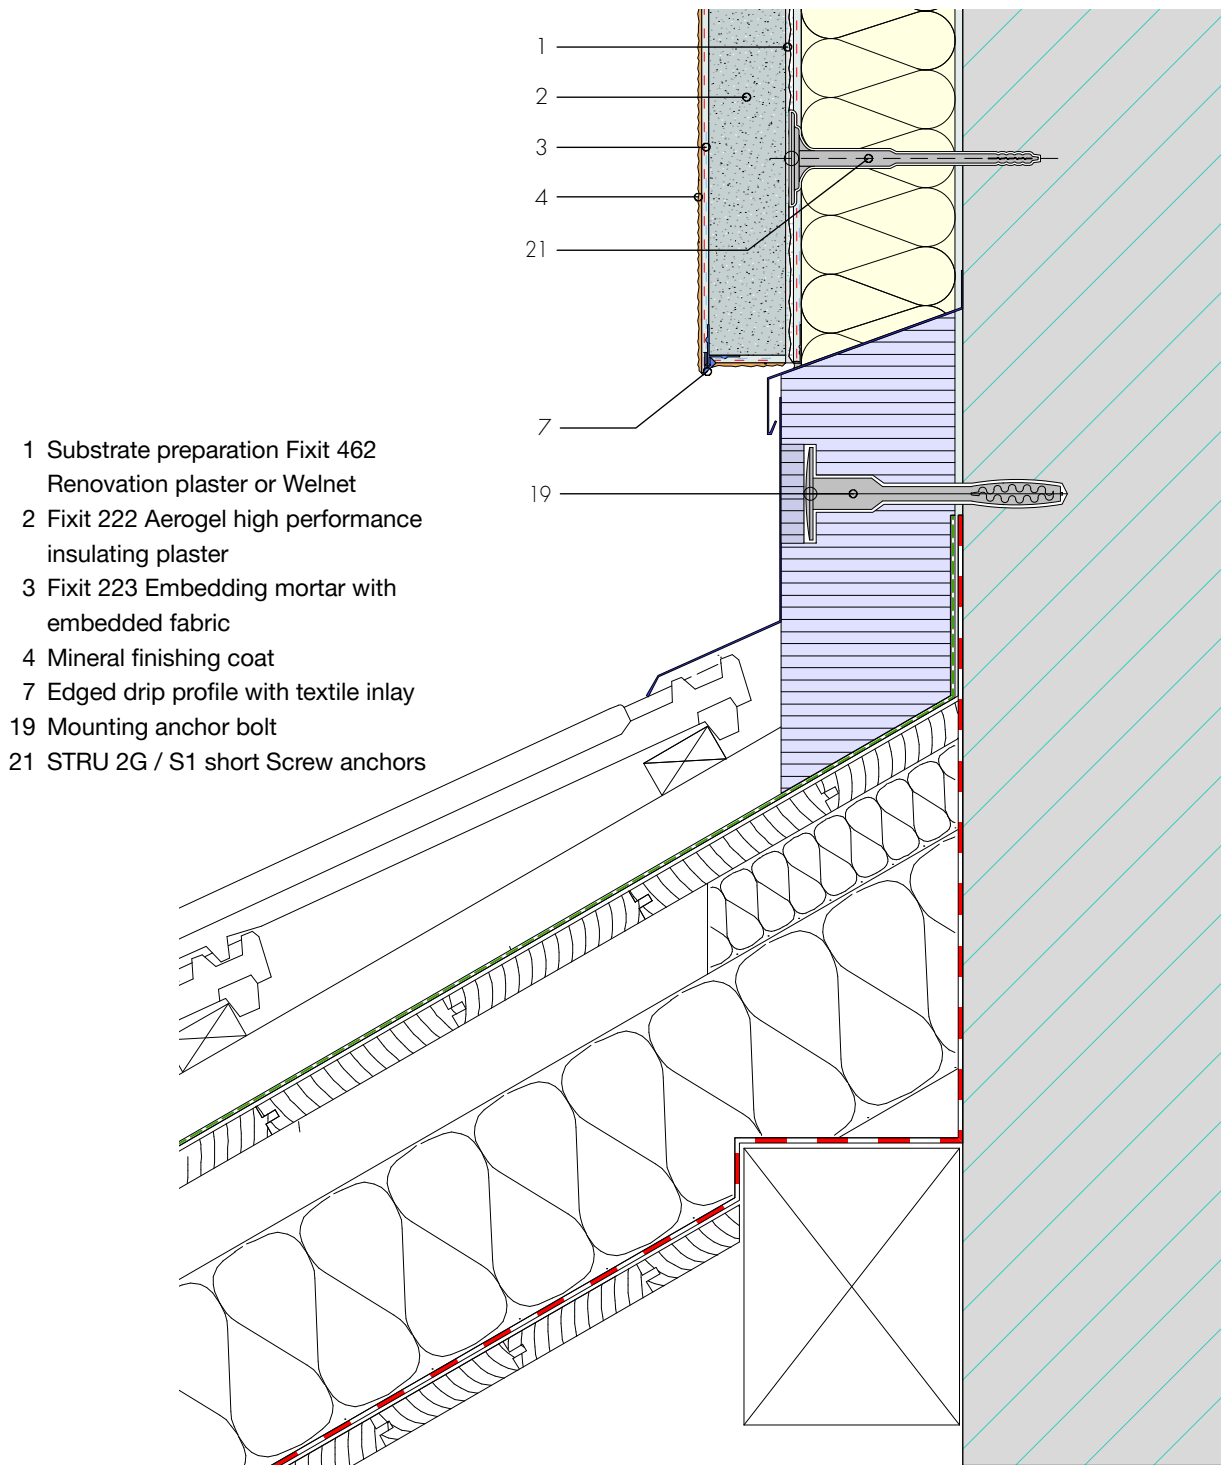 1
2
3
4
21
7
19
1 Substrate preparation Fixit 462
Renovation plaster or Welnet
2 Fixit 222 Aerogel high performance
insulating plaster
3 Fixit 223 Embedding mortar with
embedded fabric
4 Mineral finishing coat
7 Edged drip profile with textile inlay
19 Mounting anchor bolt
21 STRU 2G / S1 short Screw anchors